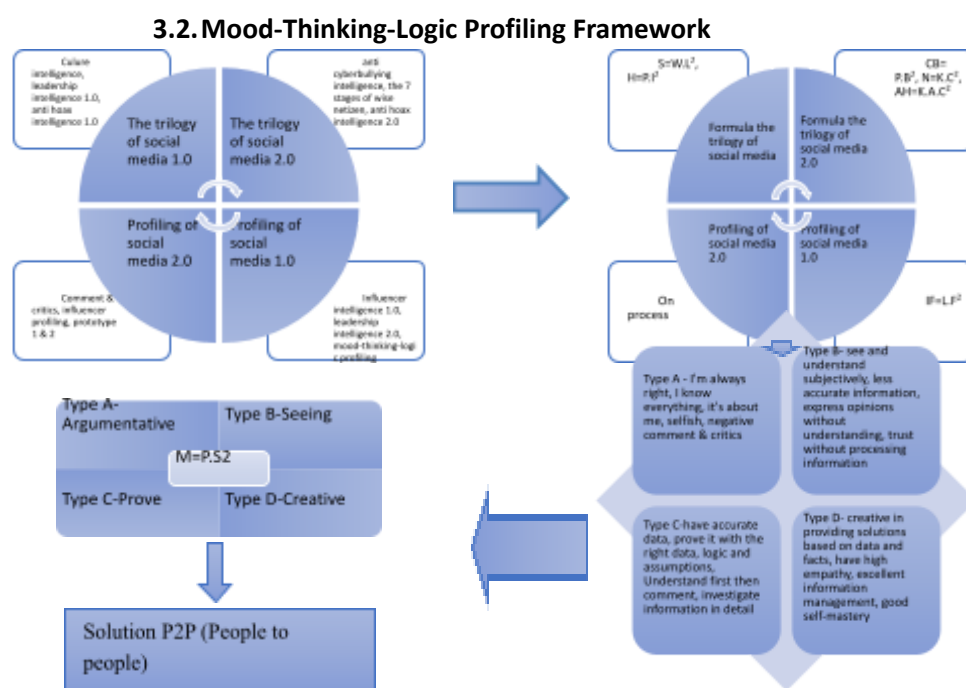 3.2. Mood-Thinking-Logic Profiling Framework
Culure
intelligence,
leadership
intelligence 1.0,
anti hoax
intelligence 1.0
anti
cyberbullying
intelligence, the 7
stages of wise
netizen, anti hoax
intelligence 2.0
The trilogy
of social
media 1.0
The trilogy
of social
media 2.0
Profiling of
social
media 2.0
Profiling of
social
media 1.0
Comment &
critics, influencer
profiling, prototype
1 & 2
Influencer
intelligence 1.0,
leadership
intelligence 2.0,
mood-thinking-logi
c profiling
S=W.L²,
H=P.I²
CB=
P.B², N=K.C²,
AH=K.A.C²
Formula the
trilogy of
social media
Formula the
trilogy of
social media
2.0
Profiling of
social media
2.0
Profiling of
social media
1.0
On
process
IF=L.F²
Type A - I'm always
right, I know
everything, it's about
me, selfish, negative
comment & critics
Type B- see and
understand
subjectively, less
accurate information,
express opinions
without
understanding, trust
without processing
information
Type C-have accurate
data, prove it with the
right data, logic and
assumptions,
Understand first then
comment, investigate
information in detail
Type D- creative in
providing solutions
based on data and
facts, have high
empathy, excellent
information
management, good
self-mastery
Type A-
Argumentative
Type B-Seeing
M=P.S2
Type C-Prove
Type D-Creative
Solution P2P (People to
people)